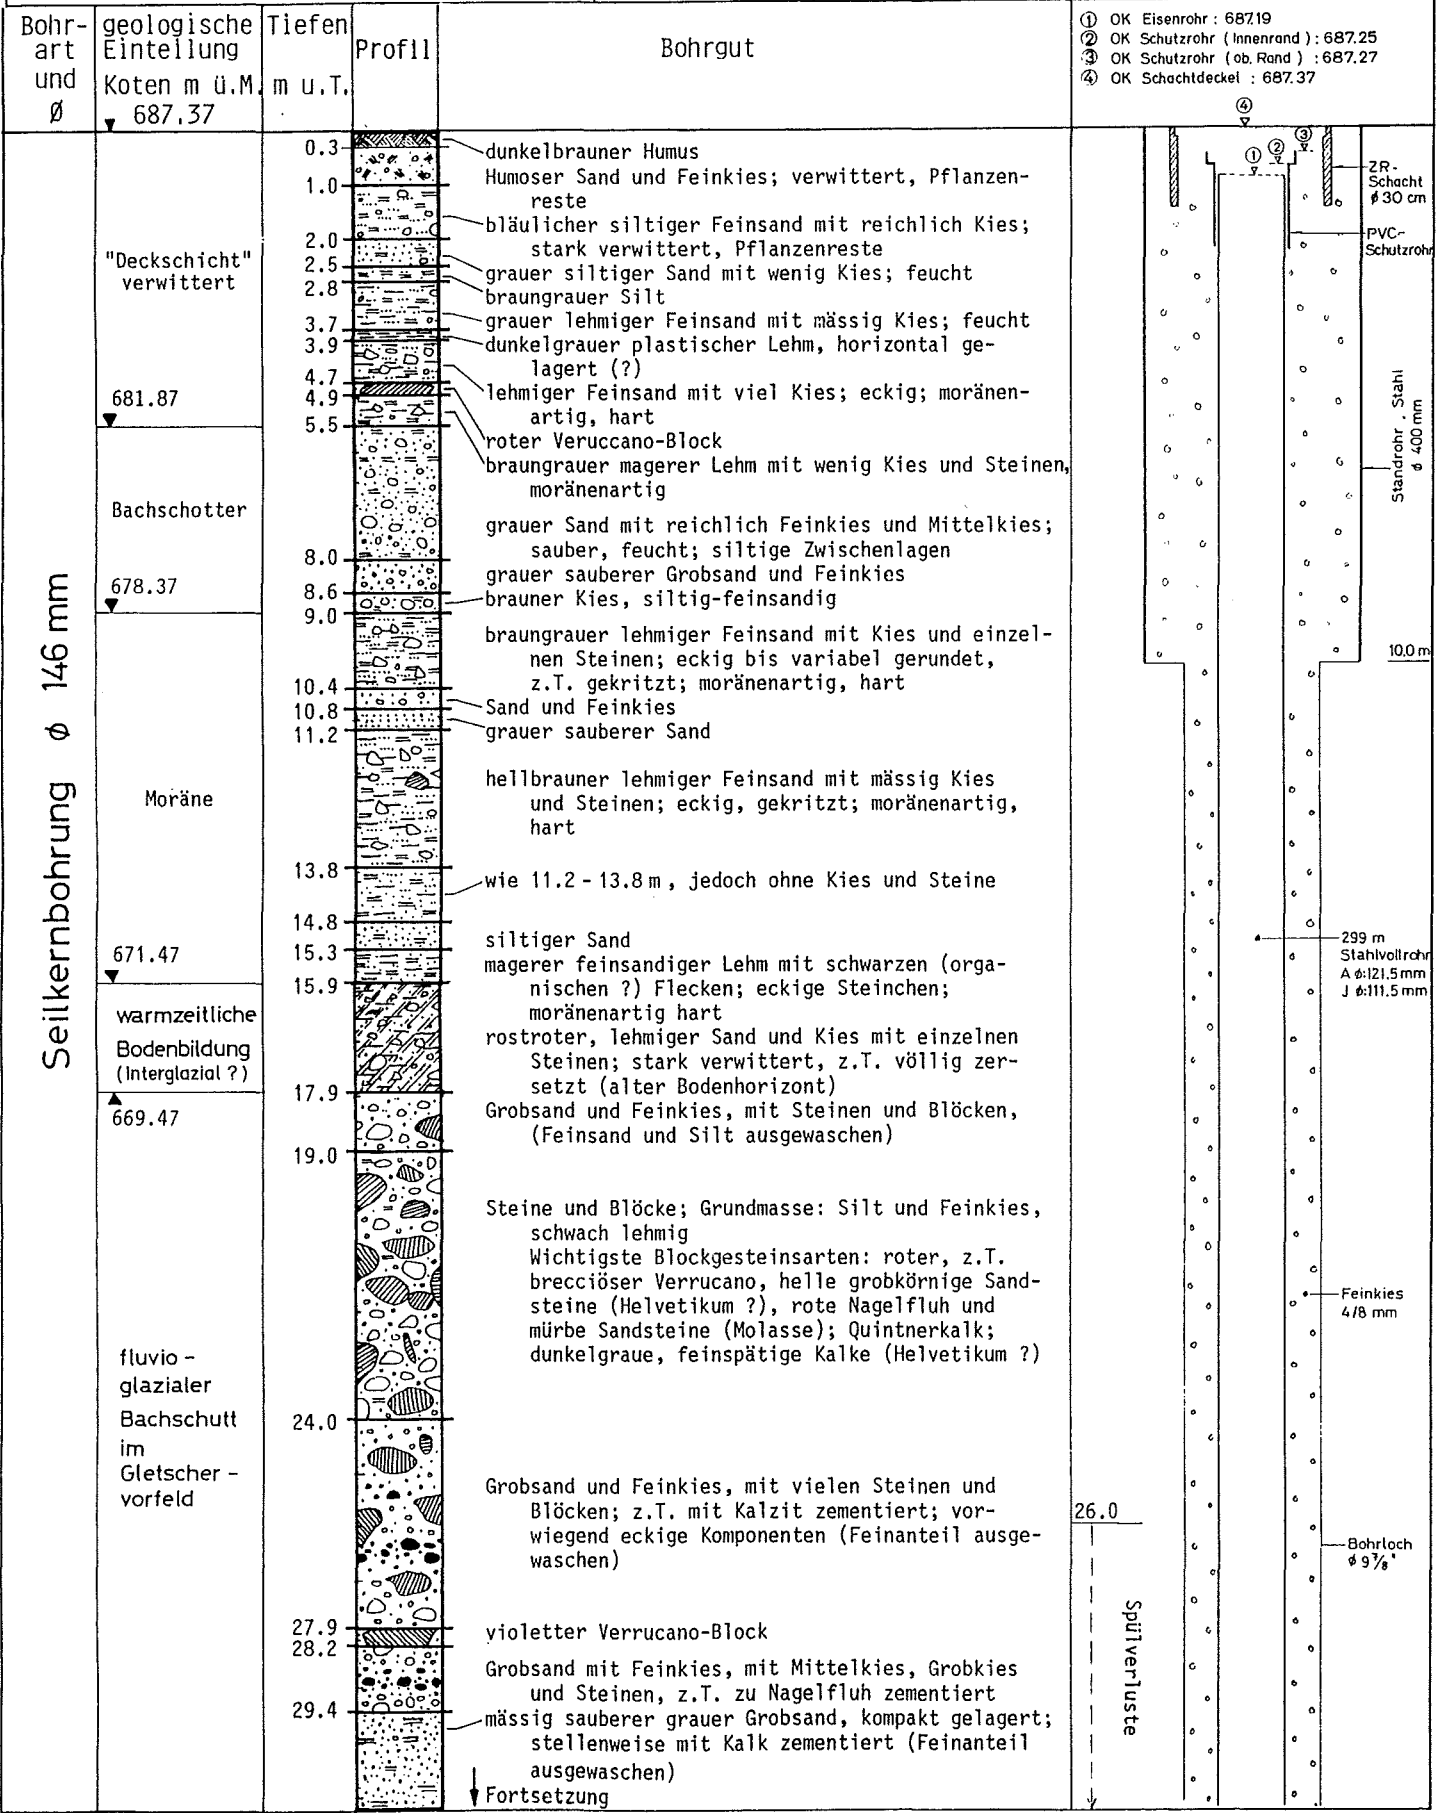 Bohr-
art
und
Ø
geologische
Einteilung
Koten m ü.M.
687.37
Tiefen
m u.T.
Profil
Bohrgut
① OK Eisenrohr : 687.19
② OK Schutzrohr ( Innenrand ) : 687.25
③ OK Schutzrohr ( ob. Rand ) : 687.27
④ OK Schachtdeckel : 687.37
Seilkernbohrung ø 146 mm
"Deckschicht"
verwittert
681.87
Bachschotter
678.37
Moräne
671.47
warmzeitliche
Bodenbildung
(Interglazial ?)
669.47
fluvio -
glazialer
Bachschutt
im
Gletscher -
vorfeld
0.3
1.0
2.0
2.5
2.8
3.7
3.9
4.7
4.9
5.5
8.0
8.6
9.0
10.4
10.8
11.2
13.8
14.8
15.3
15.9
17.9
19.0
24.0
27.9
28.2
29.4
dunkelbrauner Humus
Humoser Sand und Feinkies; verwittert, Pflanzen-
reste
bläulicher siltiger Feinsand mit reichlich Kies;
stark verwittert, Pflanzenreste
grauer siltiger Sand mit wenig Kies; feucht
braungrauer Silt
grauer lehmiger Feinsand mit mässig Kies; feucht
dunkelgrauer plastischer Lehm, horizontal ge-
lagert (?)
lehmiger Feinsand mit viel Kies; eckig; moränen-
artig, hart
roter Veruccano-Block
braungrauer magerer Lehm mit wenig Kies und Steinen,
moränenartig
grauer Sand mit reichlich Feinkies und Mittelkies;
sauber, feucht; siltige Zwischenlagen
grauer sauberer Grobsand und Feinkies
brauner Kies, siltig-feinsandig
braungrauer lehmiger Feinsand mit Kies und einzel-
nen Steinen; eckig bis variabel gerundet,
z.T. gekritzt; moränenartig, hart
Sand und Feinkies
grauer sauberer Sand
hellbrauner lehmiger Feinsand mit mässig Kies
und Steinen; eckig, gekritzt; moränenartig,
hart
wie 11.2 - 13.8 m , jedoch ohne Kies und Steine
siltiger Sand
magerer feinsandiger Lehm mit schwarzen (orga-
nischen ?) Flecken; eckige Steinchen;
moränenartig hart
rostroter, lehmiger Sand und Kies mit einzelnen
Steinen; stark verwittert, z.T. völlig zer-
setzt (alter Bodenhorizont)
Grobsand und Feinkies, mit Steinen und Blöcken,
(Feinsand und Silt ausgewaschen)
Steine und Blöcke; Grundmasse: Silt und Feinkies,
schwach lehmig
Wichtigste Blockgesteinsarten: roter, z.T.
brecciöser Verrucano, helle grobkörnige Sand-
steine (Helvetikum ?), rote Nagelfluh und
mürbe Sandsteine (Molasse); Quintnerkalk;
dunkelgraue, feinspätige Kalke (Helvetikum ?)
Grobsand und Feinkies, mit vielen Steinen und
Blöcken; z.T. mit Kalzit zementiert; vor-
wiegend eckige Komponenten (Feinanteil ausge-
waschen)
violetter Verrucano-Block
Grobsand mit Feinkies, mit Mittelkies, Grobkies
und Steinen, z.T. zu Nagelfluh zementiert
mässig sauberer grauer Grobsand, kompakt gelagert;
stellenweise mit Kalk zementiert (Feinanteil
ausgewaschen)
Fortsetzung
④
①
②
③
ZR-
Schacht
ø 30 cm
PVC-
Schutzrohr
Standrohr , Stahl
ø 400 mm
10.0 m
299 m
Stahlvollrohr
A ø:121.5 mm
J ø:111.5 mm
Feinkies
4/8 mm
26.0
Bohrloch
ø 9 7/8"
Spülverluste